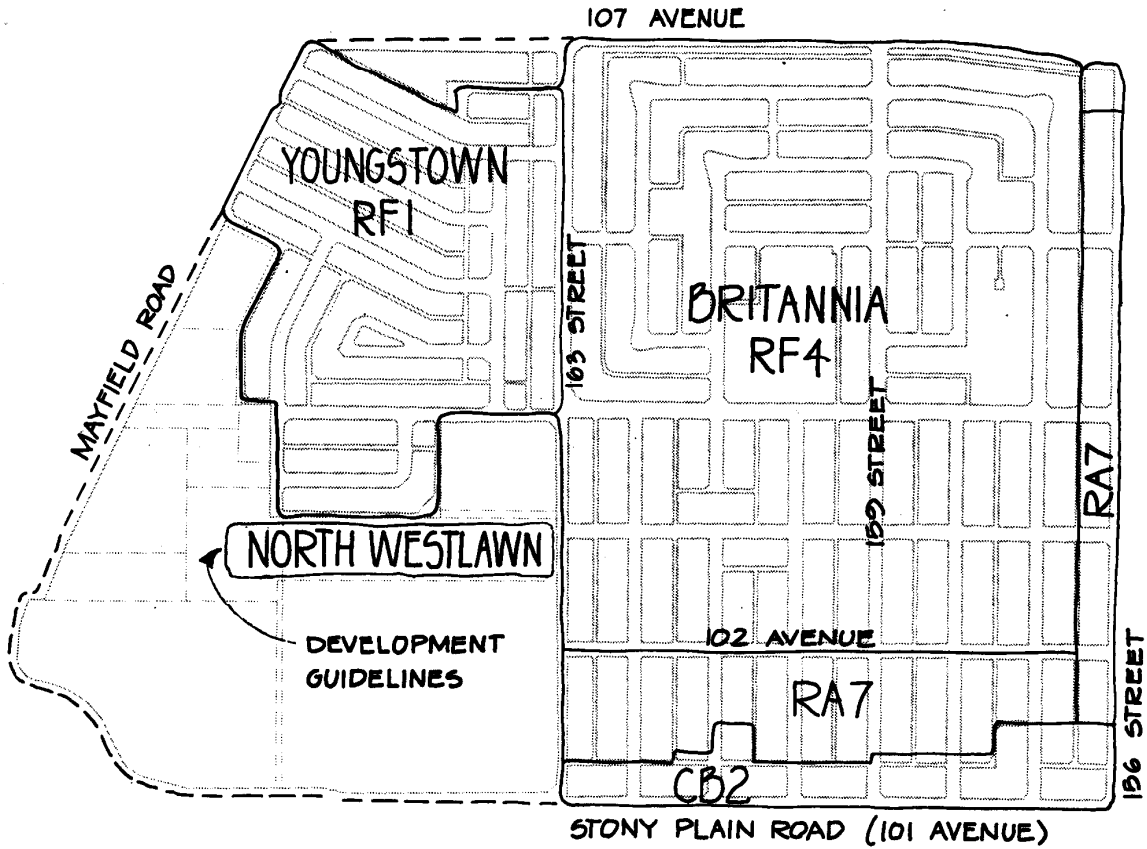 107 AVENUE
YOUNGSTOWN
RF1
163 STREET
BRITANNIA
RF4
MAYFIELD ROAD
159 STREET
RA7
NORTH WESTLAWN
DEVELOPMENT
GUIDELINES
102 AVENUE
RA7
156 STREET
CB2
STONY PLAIN ROAD (101 AVENUE)